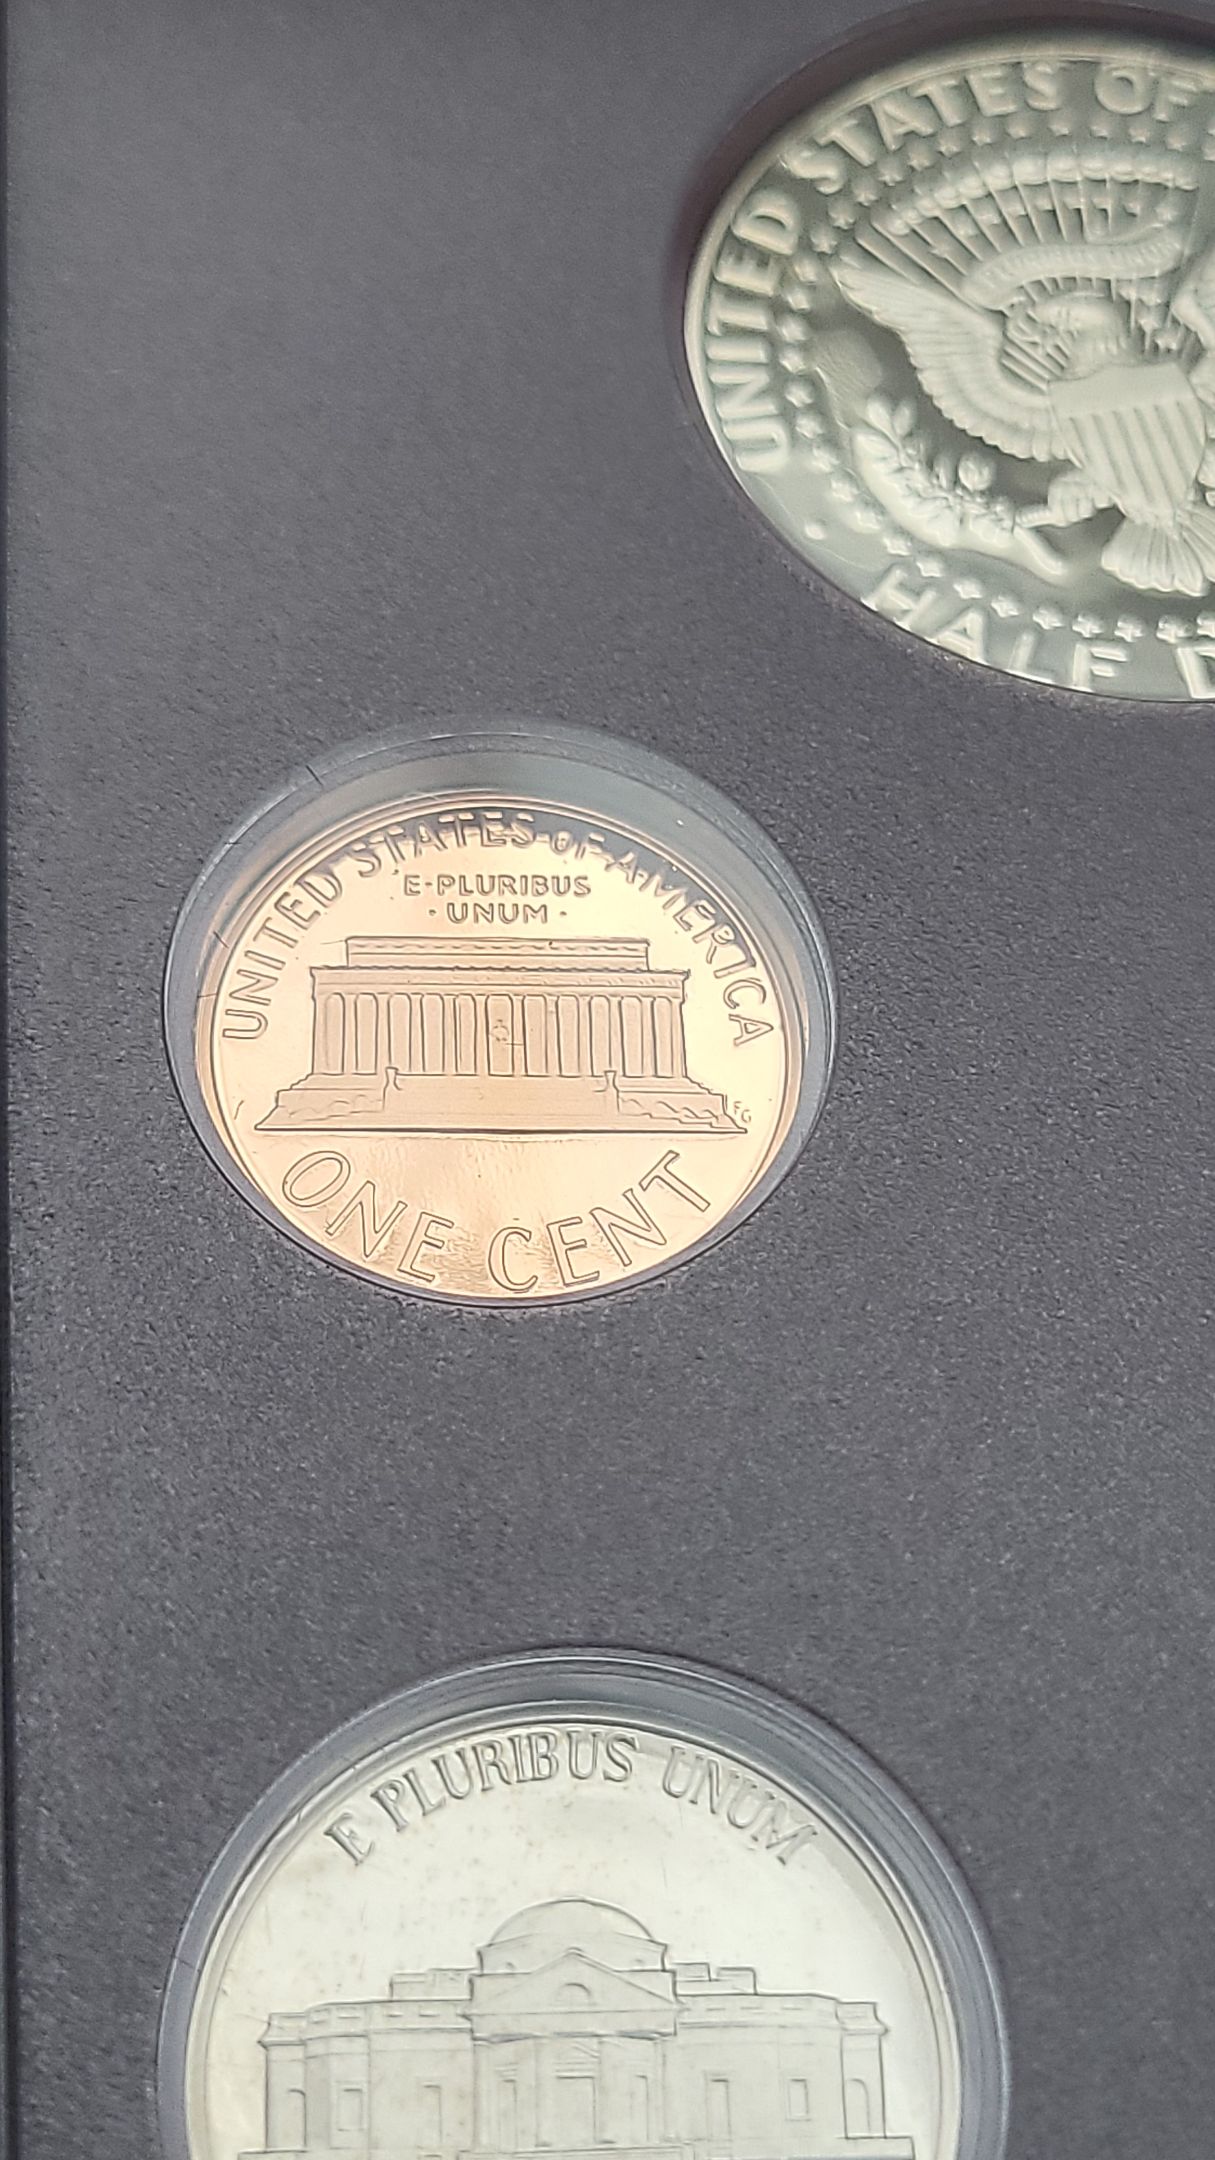 UNITED STATES OF
HALF
UNITED STATES OF AMERICA
E·PLURIBUS
·UNUM·
FG
ONE CENT
E PLURIBUS UNUM